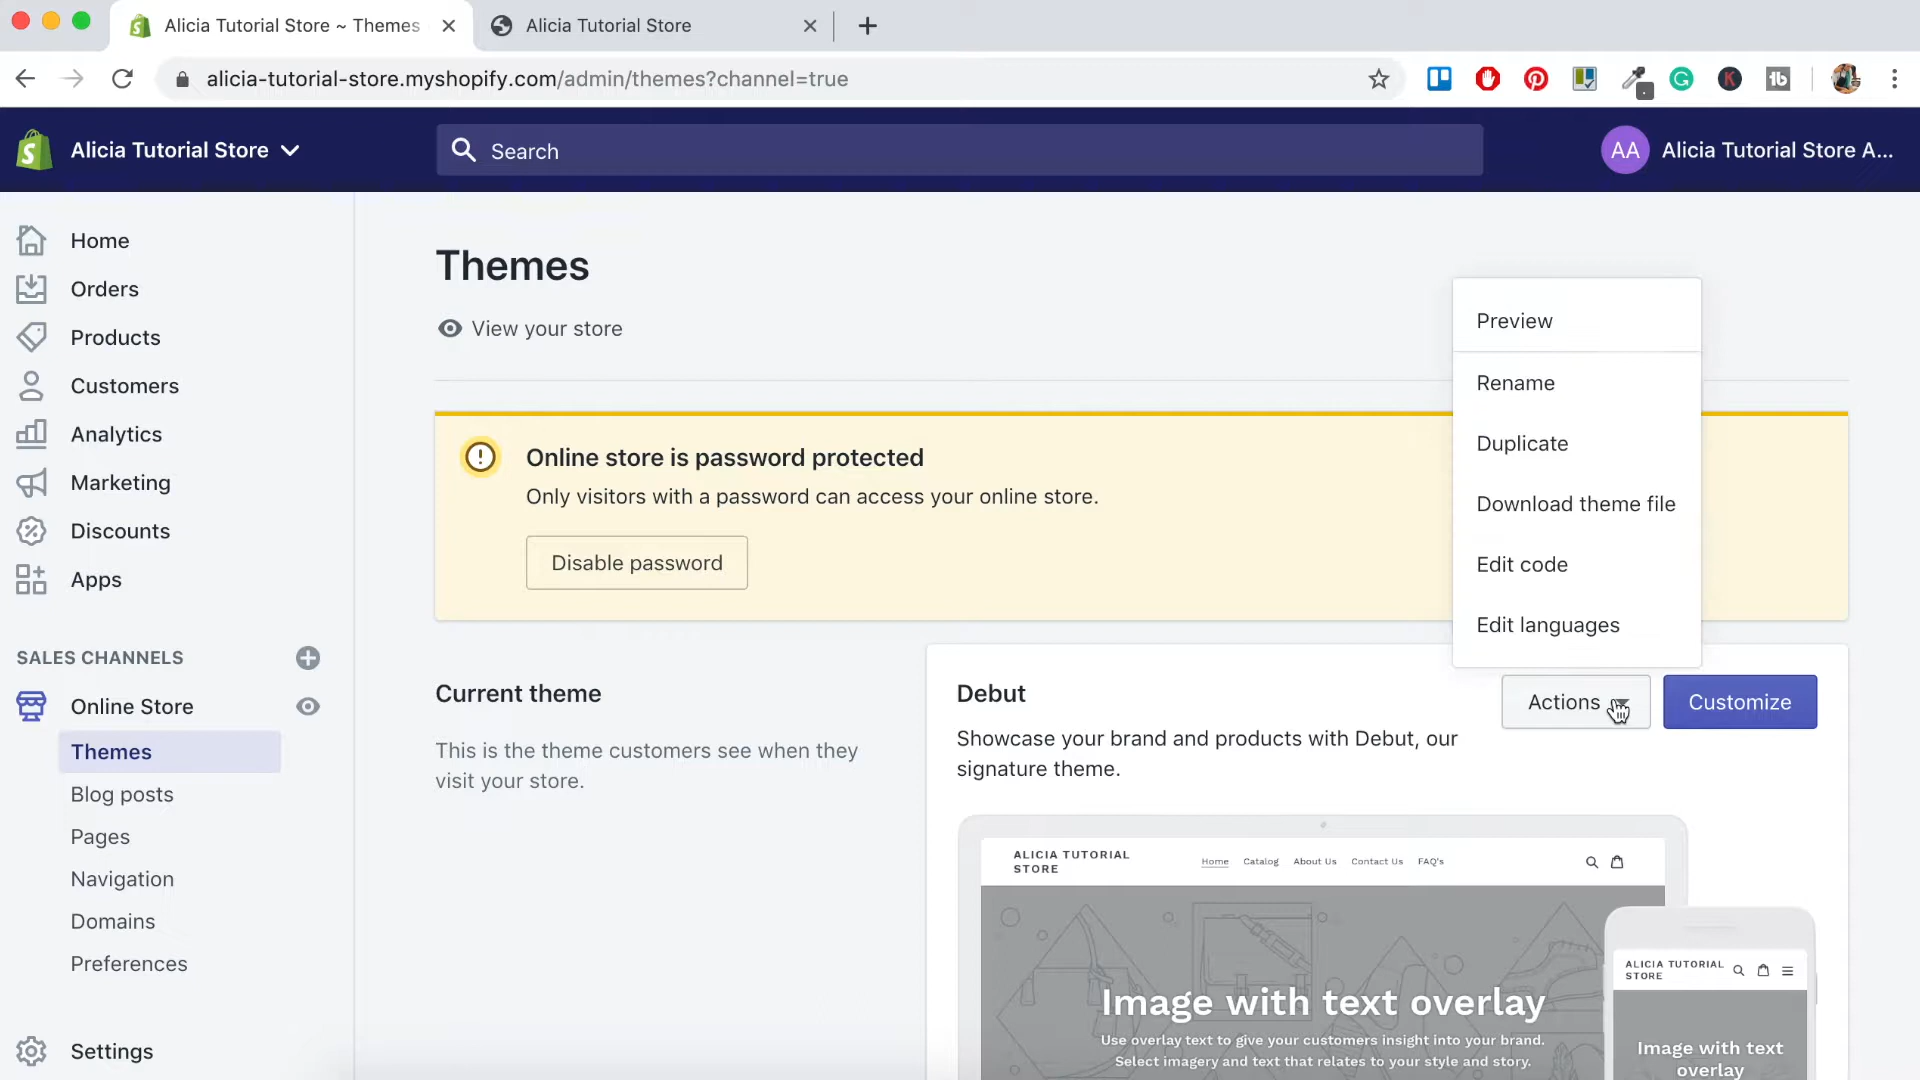 Alicia Tutorial Store ~ Themes
Alicia Tutorial Store
alicia-tutorial-store.myshopify.com/admin/themes?channel=true
Alicia Tutorial Store
Search
AA
Alicia Tutorial Store A...
Home
Orders
Products
Customers
Analytics
Marketing
Discounts
Apps
SALES CHANNELS
Online Store
Themes
Blog posts
Pages
Navigation
Domains
Preferences
Settings
Themes
View your store
Online store is password protected
Only visitors with a password can access your online store.
Disable password
Preview
Rename
Duplicate
Download theme file
Edit code
Edit languages
Current theme
This is the theme customers see when they
visit your store.
Debut
Actions
Customize
Showcase your brand and products with Debut, our
signature theme.
ALICIA TUTORIAL
STORE
Home Catalog About Us Contact Us FAQ's
Image with text overlay
Use overlay text to give your customers insight into your brand.
Select imagery and text that relates to your style and story.
ALICIA TUTORIAL
STORE
Image with text
overlay